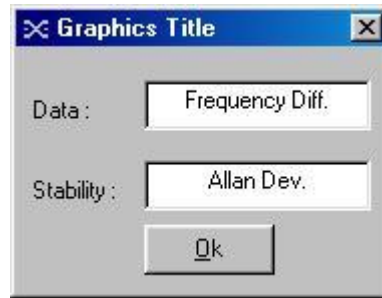 Graphics Title
Data : Frequency Diff.
Stability : Allan Dev.
Ok